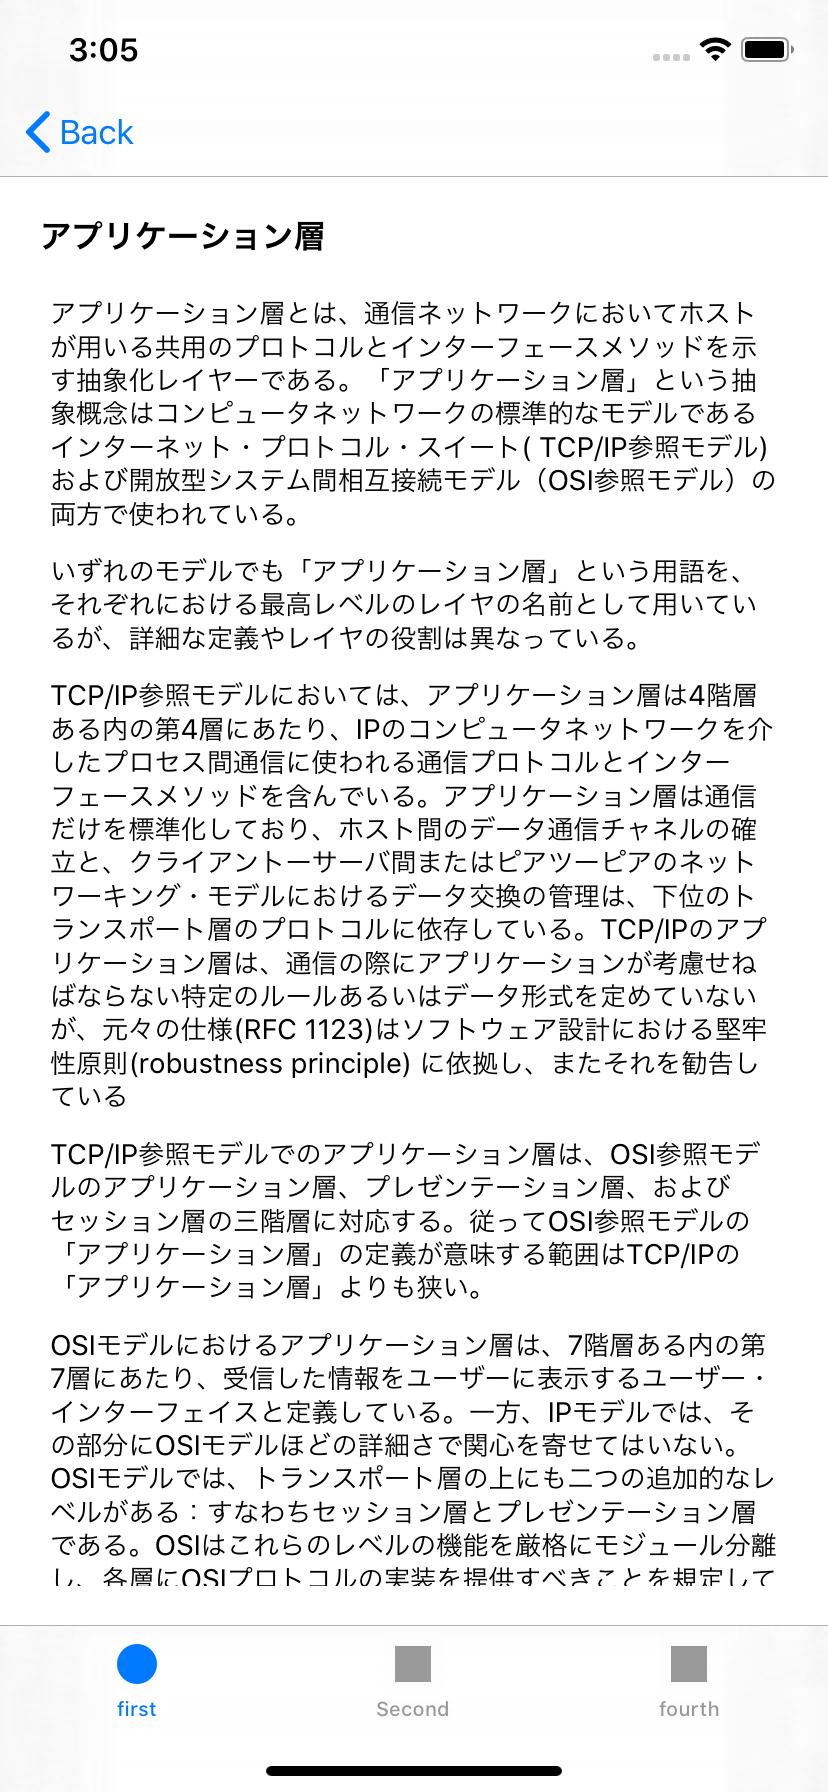 3:05
Back
アプリケーション層
アプリケーション層とは、通信ネットワークにおいてホスト
が用いる共用のプロトコルとインターフェースメソッドを示
す抽象化レイヤーである。「アプリケーション層」という抽
象概念はコンピュータネットワークの標準的なモデルである
インターネット・プロトコル・スイート( TCP/IP参照モデル)
および開放型システム間相互接続モデル（OSI参照モデル）の
両方で使われている。
いずれのモデルでも「アプリケーション層」という用語を、
それぞれにおける最高レベルのレイヤの名前として用いてい
るが、詳細な定義やレイヤの役割は異なっている。
TCP/IP参照モデルにおいては、アプリケーション層は4階層
ある内の第4層にあたり、IPのコンピュータネットワークを介
したプロセス間通信に使われる通信プロトコルとインター
フェースメソッドを含んでいる。アプリケーション層は通信
だけを標準化しており、ホスト間のデータ通信チャネルの確
立と、クライアントーサーバ間またはピアツーピアのネット
ワーキング・モデルにおけるデータ交換の管理は、下位のト
ランスポート層のプロトコルに依存している。TCP/IPのアプ
リケーション層は、通信の際にアプリケーションが考慮せね
ばならない特定のルールあるいはデータ形式を定めていない
が、元々の仕様(RFC 1123)はソフトウェア設計における堅牢
性原則(robustness principle) に依拠し、またそれを勧告し
ている
TCP/IP参照モデルでのアプリケーション層は、OSI参照モデ
ルのアプリケーション層、プレゼンテーション層、および
セッション層の三階層に対応する。従ってOSI参照モデルの
「アプリケーション層」の定義が意味する範囲はTCP/IPの
「アプリケーション層」よりも狭い。
OSIモデルにおけるアプリケーション層は、7階層ある内の第
7層にあたり、受信した情報をユーザーに表示するユーザー・
インターフェイスと定義している。一方、IPモデルでは、そ
の部分にOSIモデルほどの詳細さで関心を寄せてはいない。
OSIモデルでは、トランスポート層の上にも二つの追加的なレ
ベルがある：すなわちセッション層とプレゼンテーション層
である。OSIはこれらのレベルの機能を厳格にモジュール分離
し、各層にOSIプロトコルの実装を提供すべきことを規定して
first
Second
fourth